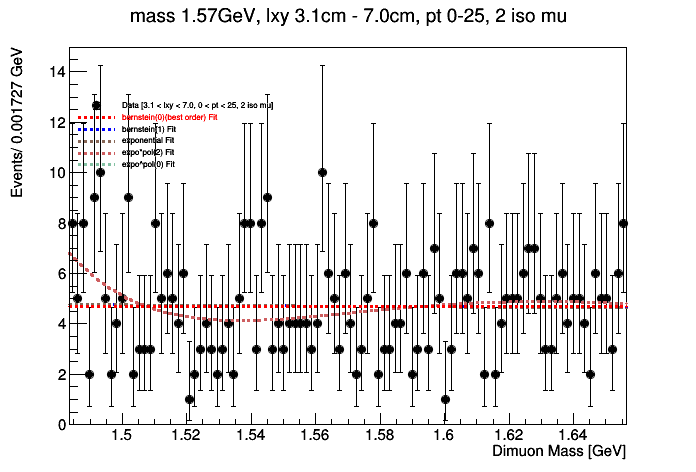 mass 1.57GeV, lxy 3.1cm - 7.0cm, pt 0-25, 2 iso mu
Events/ 0.001727 GeV
14
12
10
8
6
4
2
0
Data [3.1 < lxy < 7.0, 0 < pt < 25, 2 iso mu]
bernstein(0)(best order) Fit
bernstein(1) Fit
exponential Fit
expo*pol(2) Fit
expo^pol(0) Fit
1.5 1.52 1.54 1.56 1.58 1.6 1.62 1.64
Dimuon Mass [GeV]